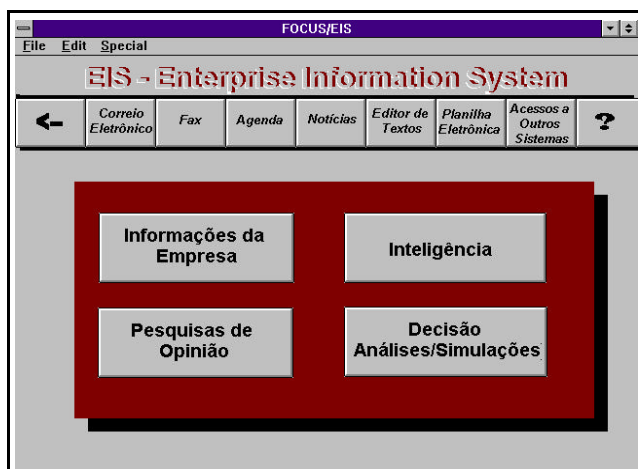 FOCUS/EIS
File Edit Special
EIS - Enterprise Information System
Correio
Eletrônico
Fax
Agenda
Notícias
Editor de
Textos
Planilha
Eletrônica
Acessos a
Outros
Sistemas
?
Informações da
Empresa
Inteligência
Pesquisas de
Opinião
Decisão
Análises/Simulações